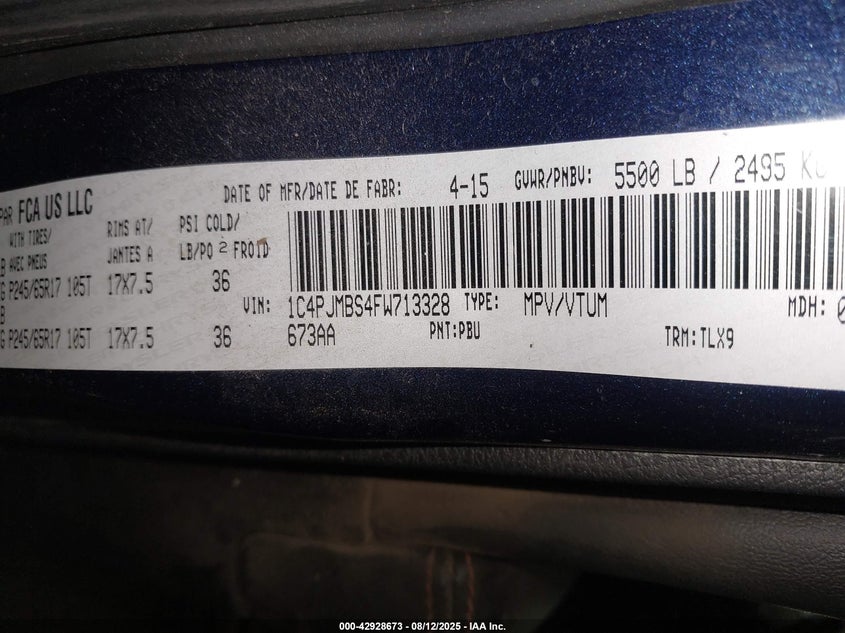 PAR FCA US LLC
DATE OF MFR/DATE DE FABR: 4-15 GVWR/PNBV: 5500 LB / 2495 KG
WITH TIRES/ RIMS AT/ PSI COLD/
AVEC PNEUS JANTES A LB/PO 2 FROID
P245/65R17 105T 17X7.5 36
VIN: 1C4PJMBS4FW713328 TYPE: MPV/VTUM MDH: 0
P245/65R17 105T 17X7.5 36 673AA PNT:PBU TRM:TLX9
000-42928673 - 08/12/2025 - IAA Inc.